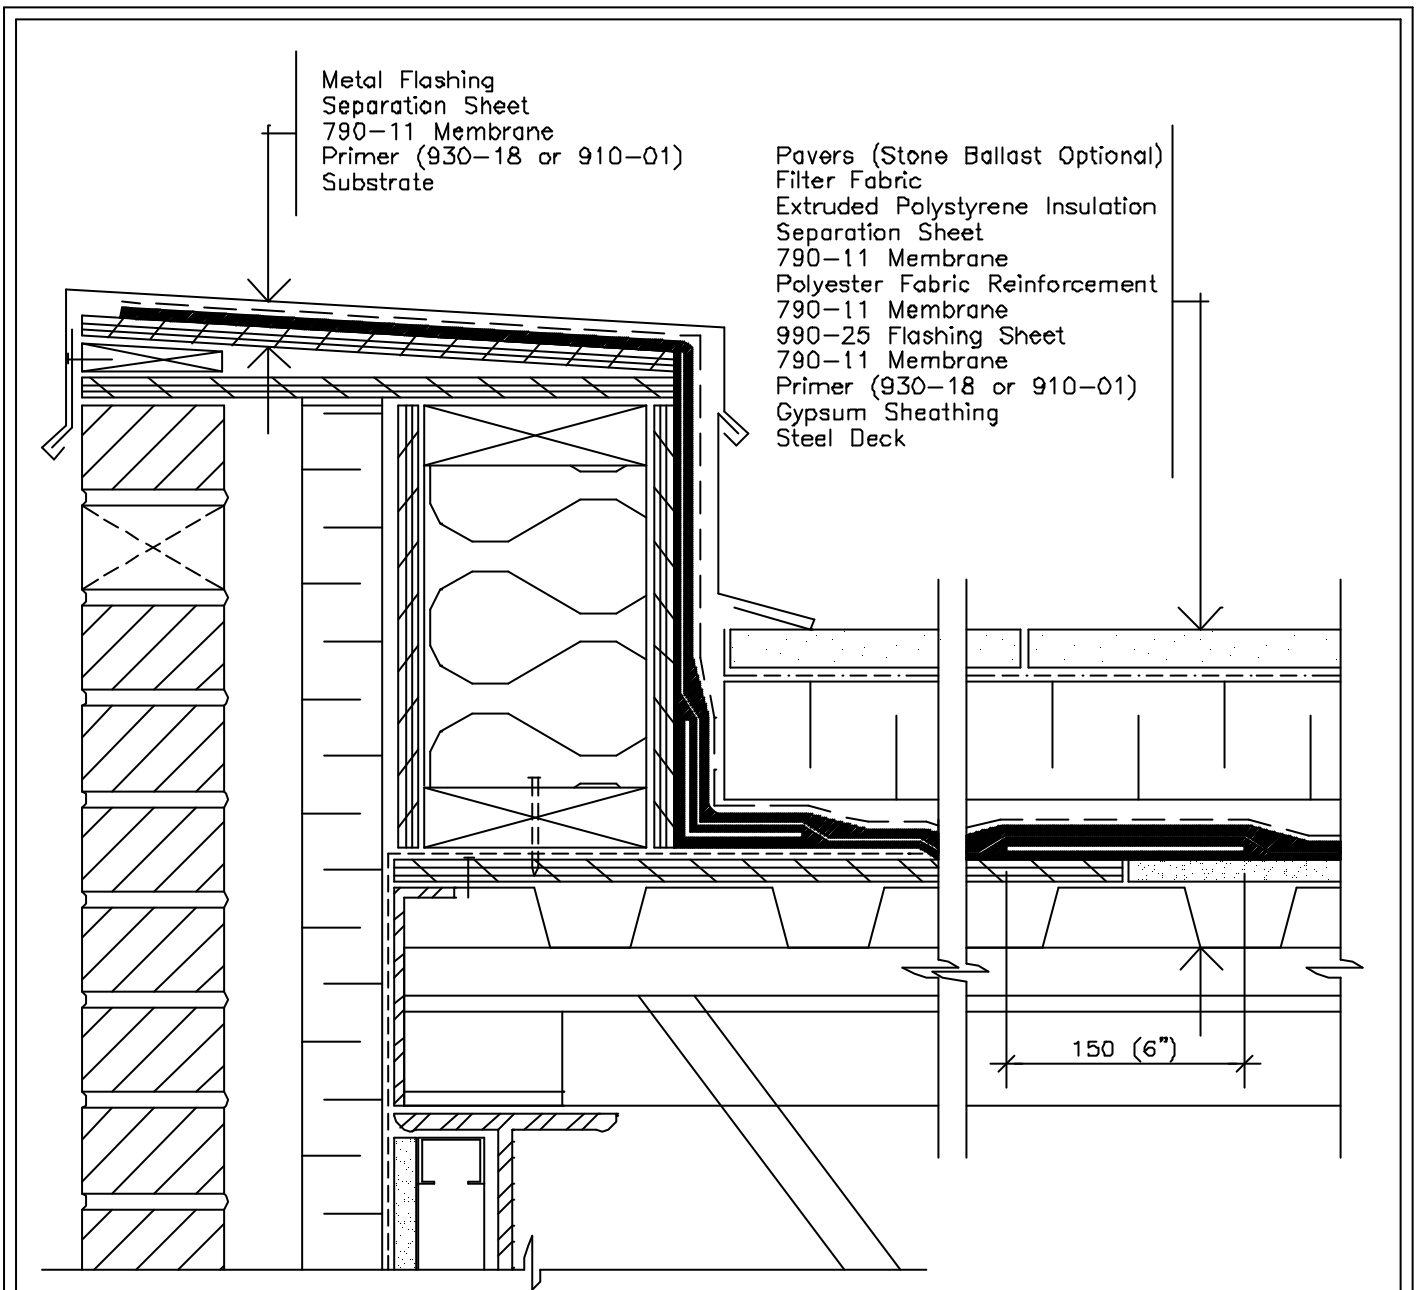 Metal Flashing
Separation Sheet
790-11 Membrane
Primer (930-18 or 910-01)
Substrate
Pavers (Stone Ballast Optional)
Filter Fabric
Extruded Polystyrene Insulation
Separation Sheet
790-11 Membrane
Polyester Fabric Reinforcement
790-11 Membrane
990-25 Flashing Sheet
790-11 Membrane
Primer (930-18 or 910-01)
Gypsum Sheathing
Steel Deck
150 (6")